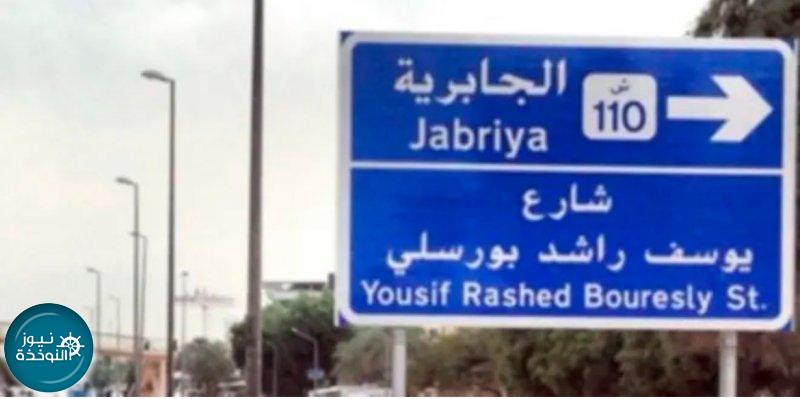 الجابرية
ش
110
Jabriya
شارع
يوسف راشد بورسلي
Yousif Rashed Bouresly St.
نيوز
النوخذة